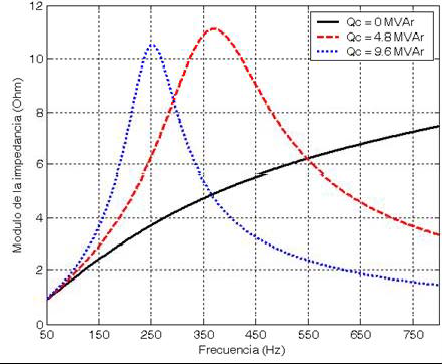 12
10
8
6
4
2
0
Modulo de la impedancia (Ohm)
Qc = 0 MVAr
Qc = 4.8 MVAr
Qc = 9.6 MVAr
50 150 250 350 450 550 650 750
Frecuencia (Hz)